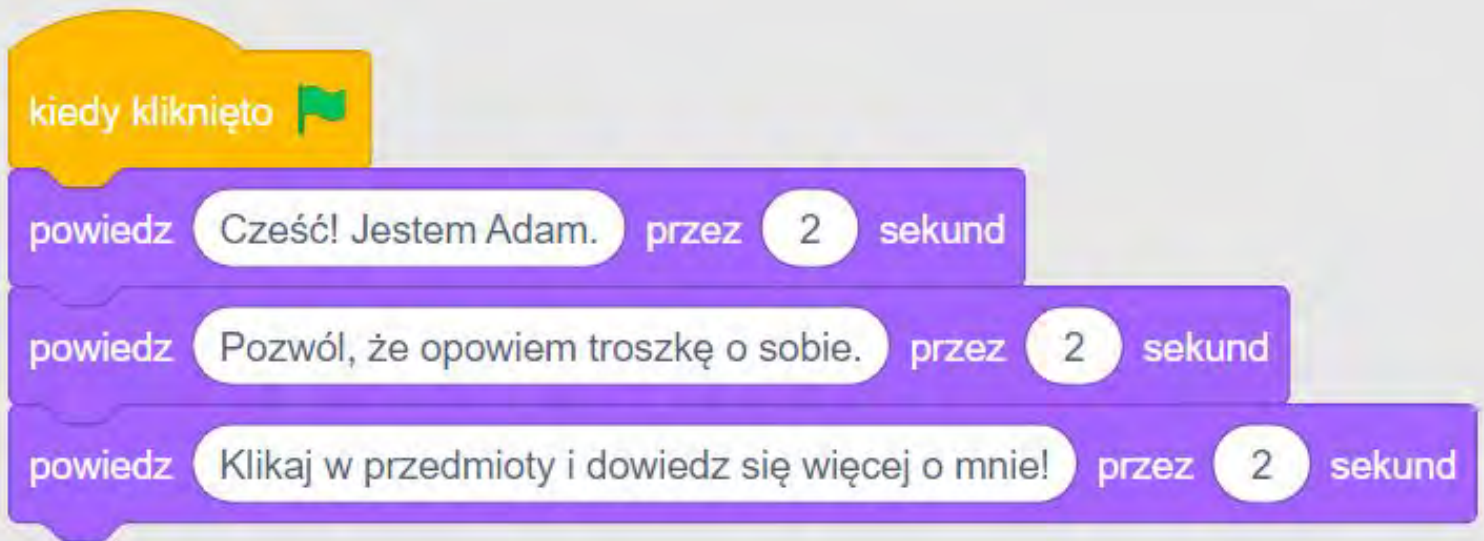 kiedy kliknięto
powiedz Cześć! Jestem Adam. przez 2 sekund
powiedz Pozwól, że opowiem troszkę o sobie. przez 2 sekund
powiedz Klikaj w przedmioty i dowiedz się więcej o mnie! przez 2 sekund